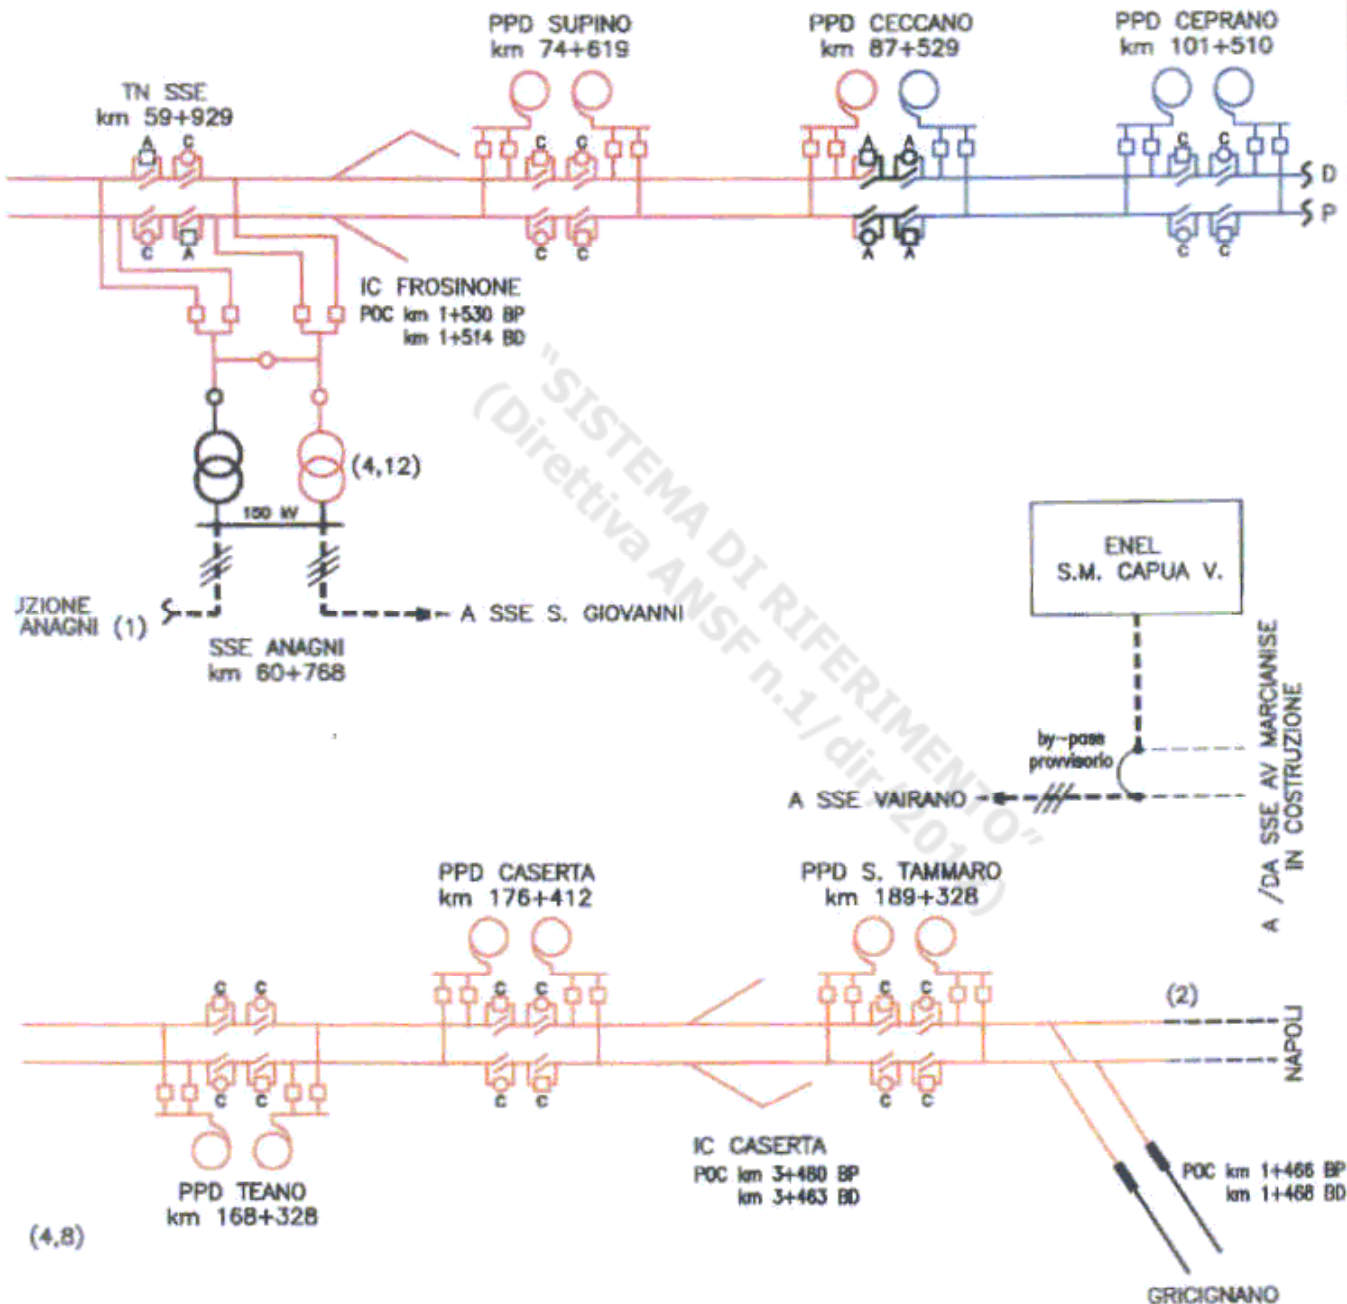 PPD SUPINO
km 74+619
PPD CECCANO
km 87+529
PPD CEPRANO
km 101+510
TN SSE
km 59+929
A
C
C
C
A
A
C
C
D
P
C
A
C
C
A
A
C
C
IC FROSINONE
POC km 1+530 BP
km 1+514 BD
(4,12)
150 kV
JZIONE
ANAGNI (1)
A SSE S. GIOVANNI
SSE ANAGNI
km 60+768
"SISTEMA DI RIFERIMENTO"
(Direttiva ANSF n.1/dir/201
ENEL
S.M. CAPUA V.
by-pass
provvisorio
A SSE VAIRANO
A /DA SSE AV MARCIANISE
IN COSTRUZIONE
PPD CASERTA
km 176+412
PPD S. TAMMARO
km 189+328
C
C
C
C
C
C
(2)
NAPOLI
C
C
C
C
C
C
IC CASERTA
POC km 3+480 BP
km 3+463 BD
POC km 1+466 BP
km 1+468 BD
PPD TEANO
km 168+328
(4,8)
GRICIGNANO